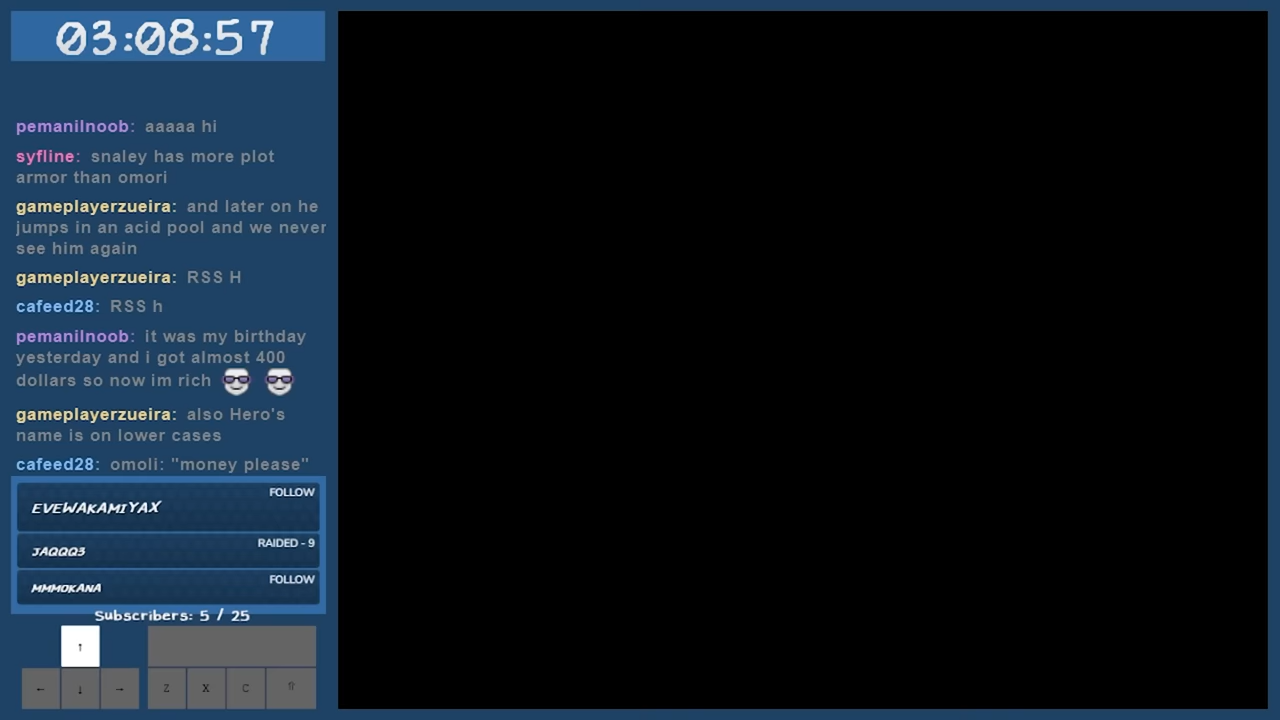 03:08:57
pemanilnoob: aaaaa hi
syfline: snaley has more plot
armor than omori
gameplayerzueira: and later on he
jumps in an acid pool and we never
see him again
gameplayerzueira: RSS H
cafeed28: RSS h
pemanilnoob: it was my birthday
yesterday and i got almost 400
dollars so now im rich
gameplayerzueira: also Hero's
name is on lower cases
cafeed28: omoli: "money please"
FOLLOW
EVEWAKAMIYAX
RAIDED - 9
JAQQQ3
FOLLOW
MMMOKANA
Subscribers: 5 / 25
↑
← ↓ → Z X C ⇑